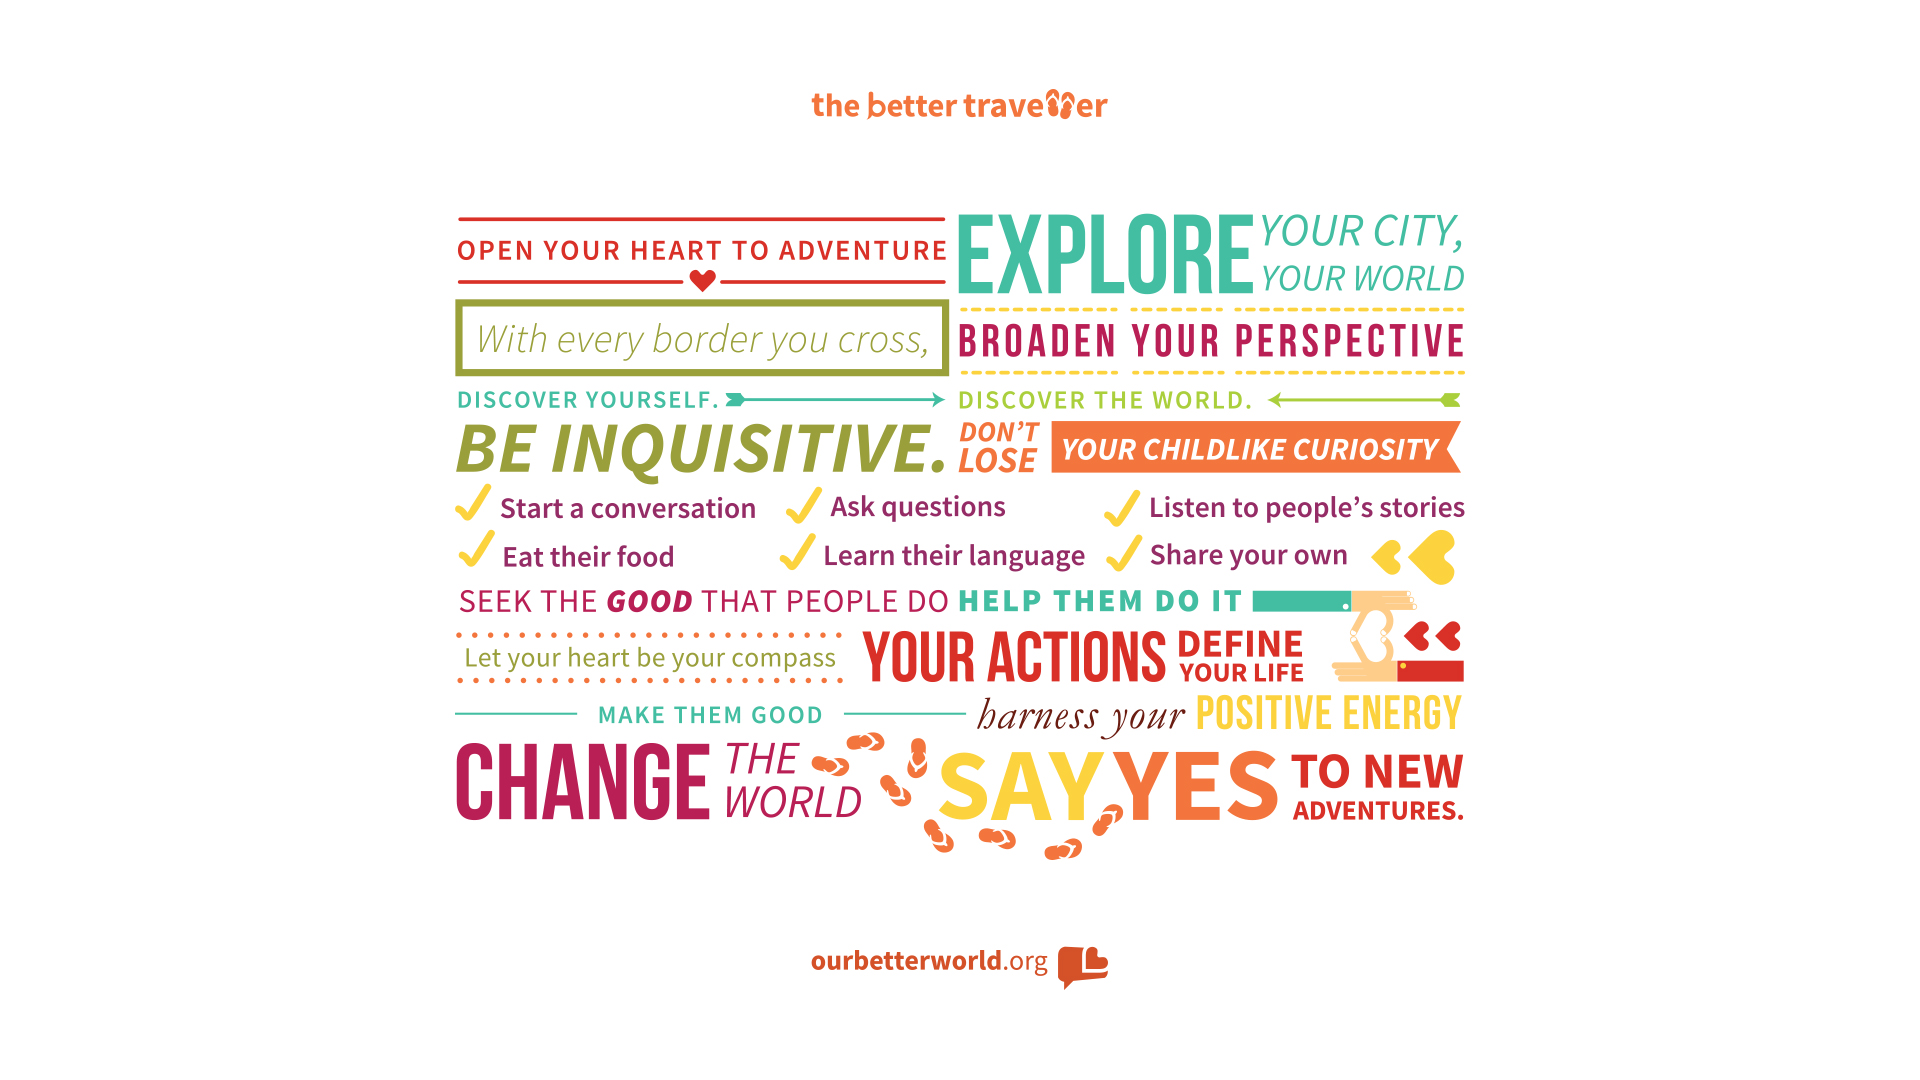 the better traveller
OPEN YOUR HEART TO ADVENTURE
EXPLORE YOUR CITY,
YOUR WORLD
With every border you cross,
BROADEN YOUR PERSPECTIVE
DISCOVER YOURSELF.
DISCOVER THE WORLD.
BE INQUISITIVE.
DON'T
LOSE
YOUR CHILDLIKE CURIOSITY
Start a conversation
Ask questions
Listen to people's stories
Eat their food
Learn their language
Share your own
SEEK THE GOOD THAT PEOPLE DO HELP THEM DO IT
Let your heart be your compass
YOUR ACTIONS DEFINE
YOUR LIFE
MAKE THEM GOOD
harness your POSITIVE ENERGY
CHANGE THE
WORLD
SAY YES TO NEW
ADVENTURES.
ourbetterworld.org